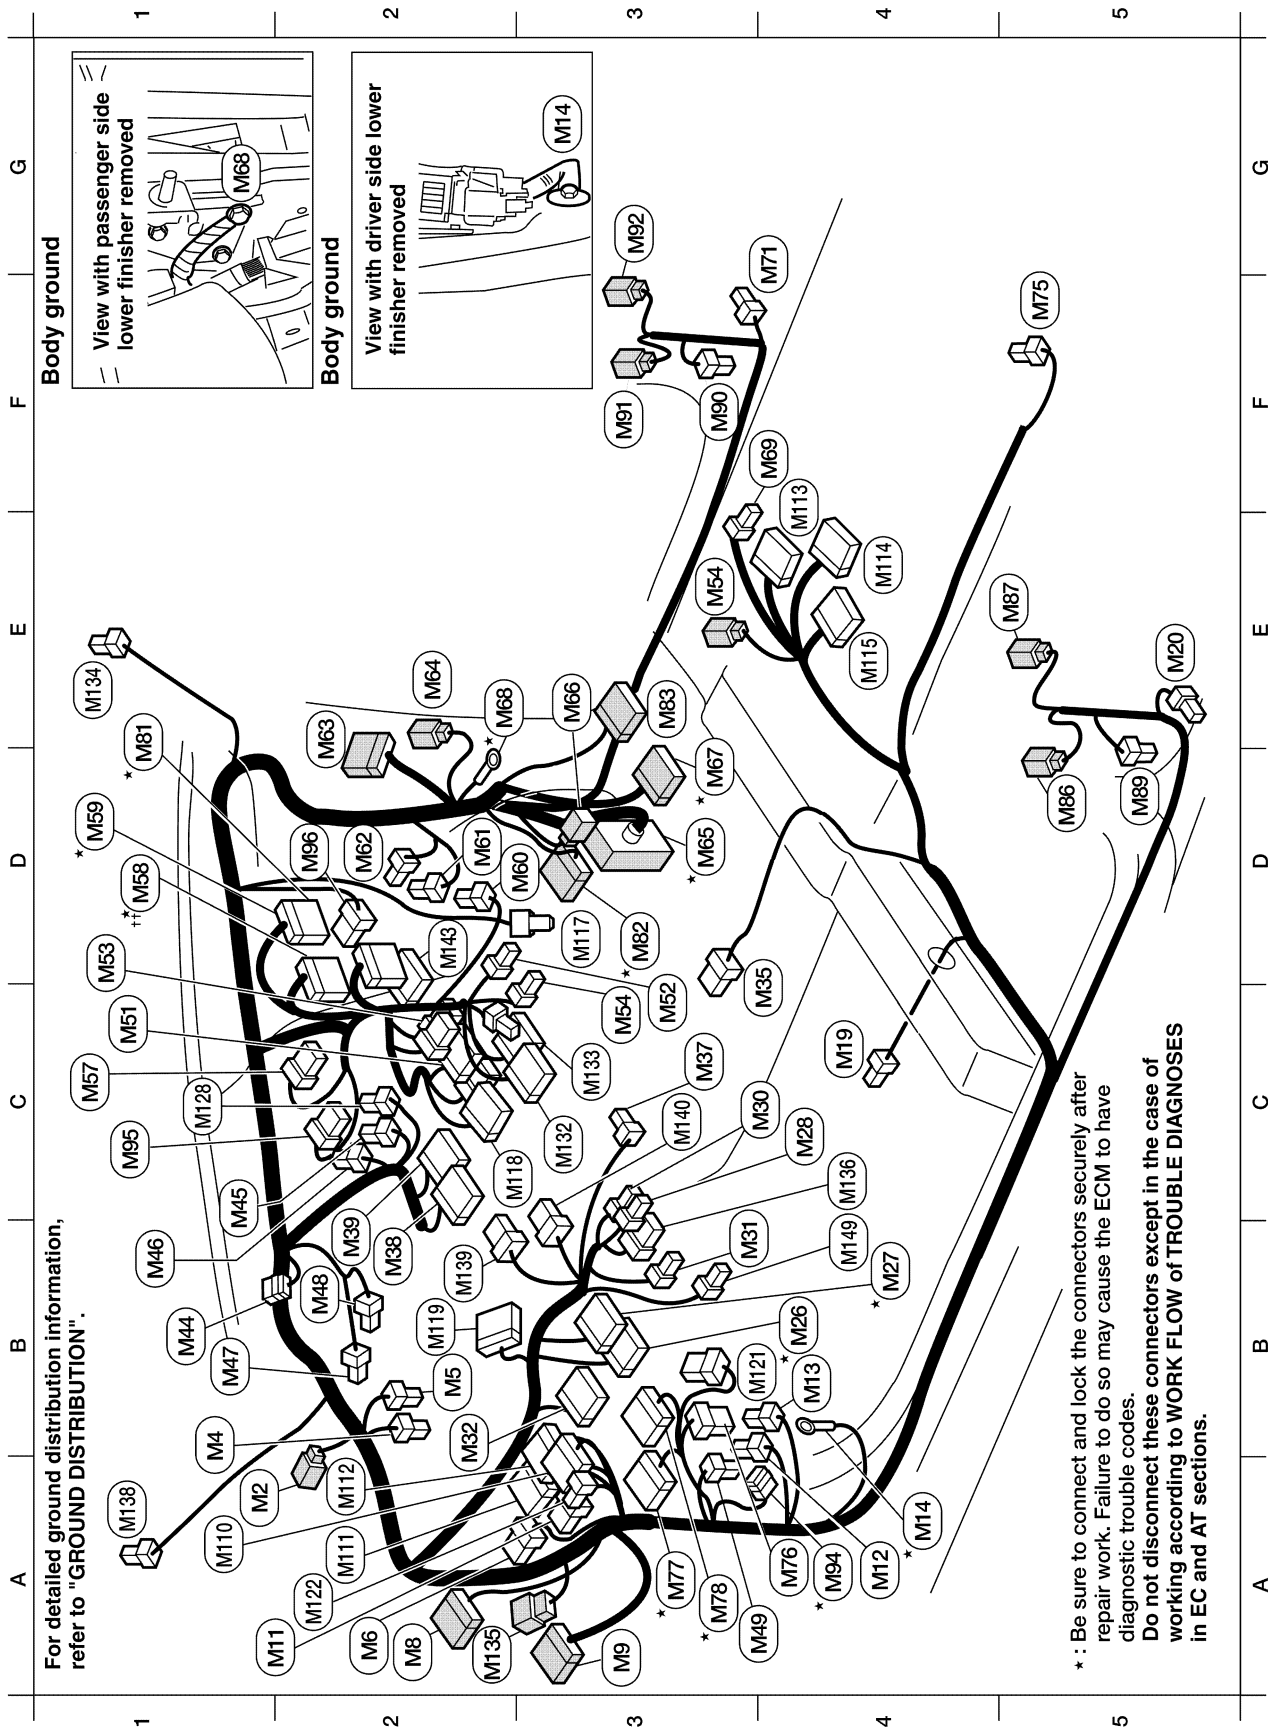 1
2
3
4
5
For detailed ground distribution information,
refer to "GROUND DISTRIBUTION".
Body ground
View with passenger side
lower finisher removed
M68
Body ground
View with driver side lower
finisher removed
M14
M138
M2
M4
M5
M47
M44
M48
M46
M45
M95
M128
M57
M51
M53
††★ M58
★ M59
★ M81
M134
M96
M62
M61
M60
M63
M64
★ M68
M66
M83
★ M67
★ M65
★ M82
M117
M143
M52
M54
M133
M132
M118
M39
M38
M139
M119
M32
M112
M110
M111
M122
M11
M6
M8
M135
M9
★ M77
★ M78
M49
M76
★ M94
M12
★ M14
M13
M121
★ M26
★ M27
M149
M31
M136
M28
M30
M140
M37
M19
M35
M54
M115
M114
M113
M69
M90
M91
M92
M71
M75
M87
M86
M89
M20
★ : Be sure to connect and lock the connectors securely after
repair work. Failure to do so may cause the ECM to have
diagnostic trouble codes.
Do not disconnect these connectors except in the case of
working according to WORK FLOW of TROUBLE DIAGNOSES
in EC and AT sections.
A
B
C
D
E
F
G
A
B
C
D
E
F
G
1
2
3
4
5